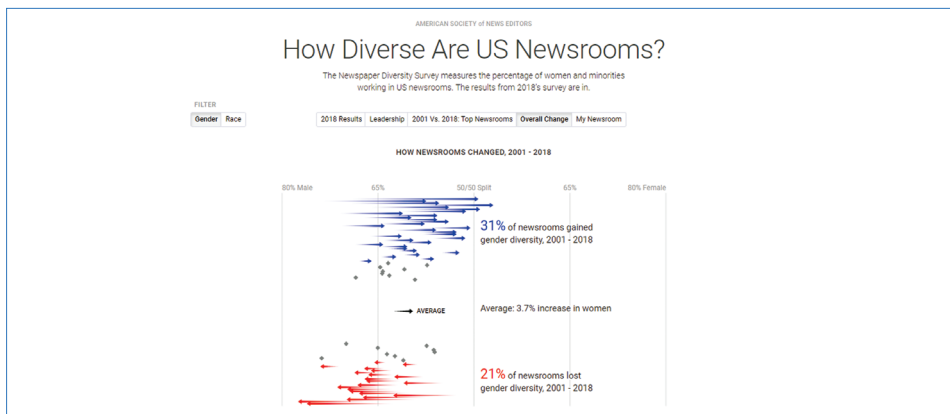 AMERICAN SOCIETY of NEWS EDITORS
How Diverse Are US Newsrooms?
The Newspaper Diversity Survey measures the percentage of women and minorities
working in US newsrooms. The results from 2018's survey are in.
FILTER
Gender Race
2018 Results Leadership 2001 Vs. 2018: Top Newsrooms Overall Change My Newsroom
HOW NEWSROOMS CHANGED, 2001 - 2018
80% Male 65% 50/50 Split 65% 80% Female
31% of newsrooms gained
gender diversity, 2001 - 2018
AVERAGE
Average: 3.7% increase in women
21% of newsrooms lost
gender diversity, 2001 - 2018